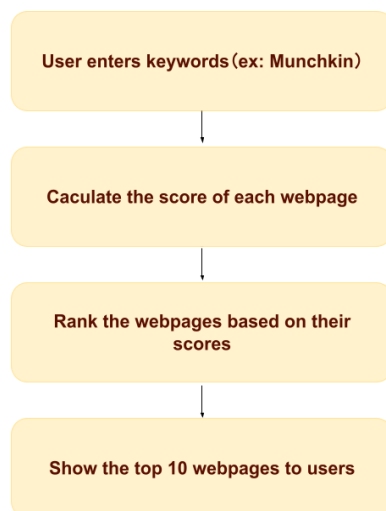 User enters keywords（ex: Munchkin）
Caculate the score of each webpage
Rank the webpages based on their
scores
Show the top 10 webpages to users